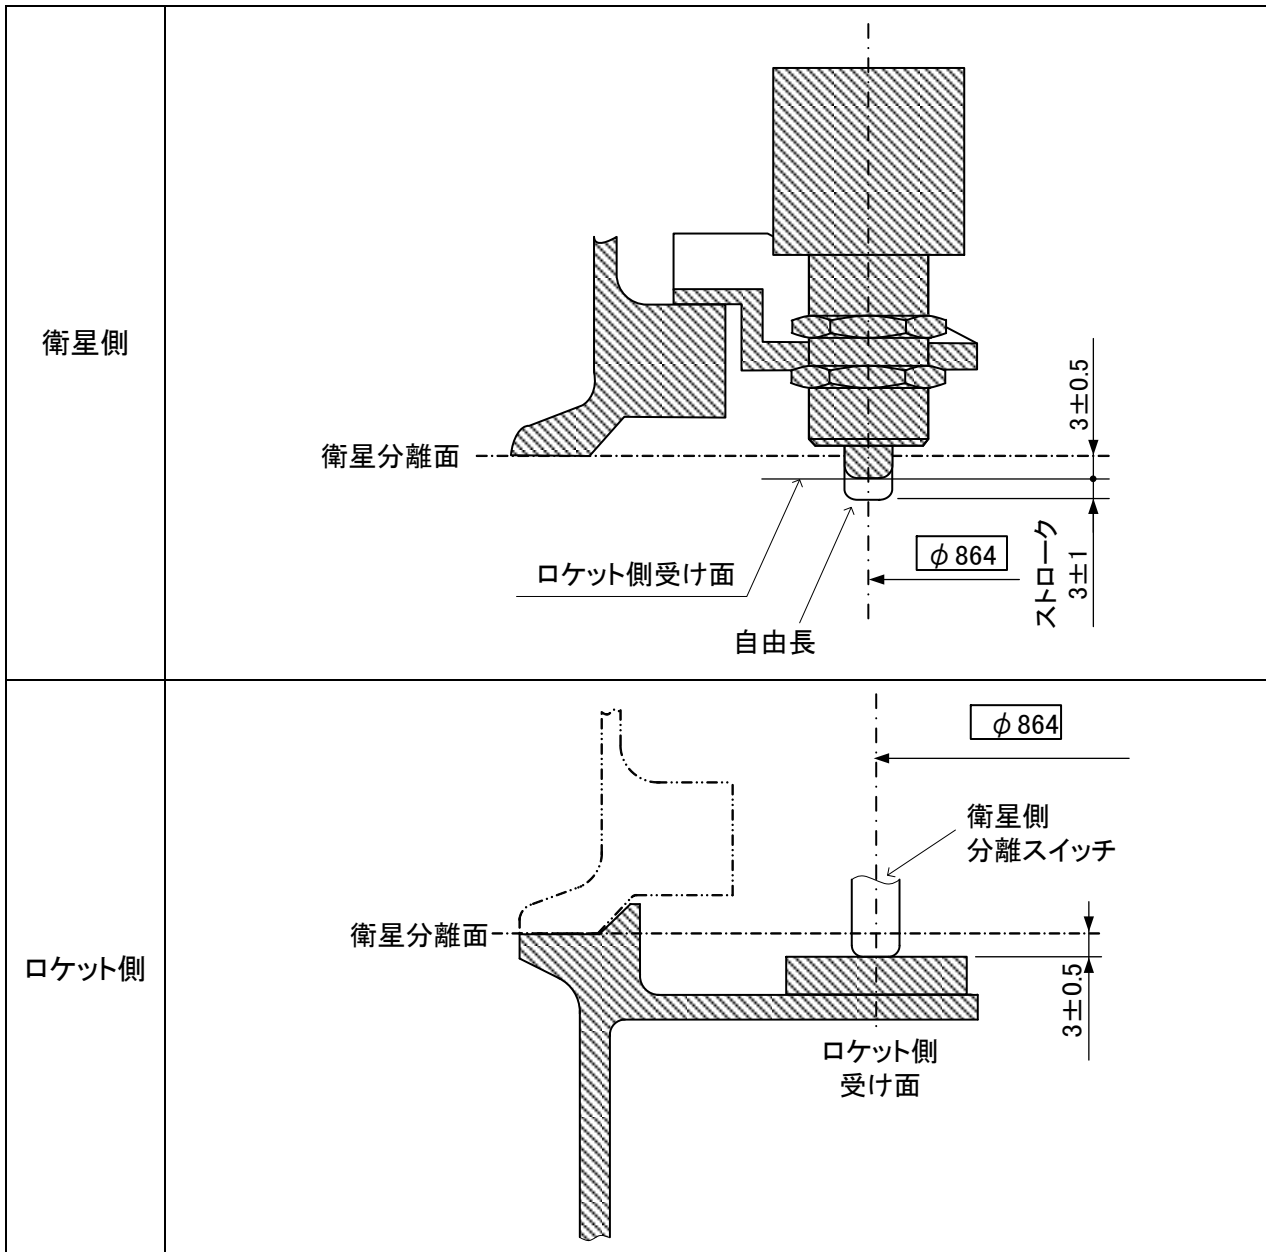 衛星側
3±0.5
衛星分離面
ロケット側受け面
φ864
ストローク
3±1
自由長
φ864
衛星側
分離スイッチ
衛星分離面
ロケット側
3±0.5
ロケット側
受け面